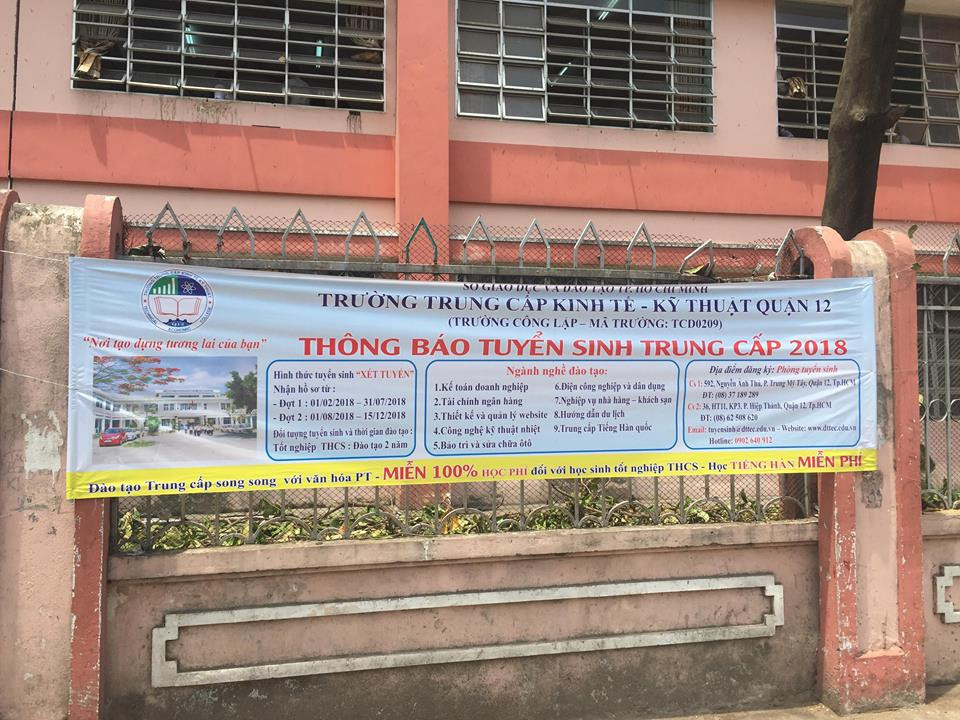 SỞ GIÁO DỤC VÀ ĐÀO TẠO TP. HỒ CHÍ MINH
TRƯỜNG TRUNG CẤP KINH TẾ - KỸ THUẬT QUẬN 12
(TRƯỜNG CÔNG LẬP – MÃ TRƯỜNG: TCD0209)
"Nơi tạo dựng tương lai của bạn"
THÔNG BÁO TUYỂN SINH TRUNG CẤP 2018
Hình thức tuyển sinh "XÉT TUYỂN"
Nhận hồ sơ từ:
- Đợt 1 : 01/02/2018 – 31/07/2018
- Đợt 2 : 01/08/2018 – 15/12/2018
Đối tượng tuyển sinh và thời gian đào tạo:
Tốt nghiệp THCS : Đào tạo 2 năm
Ngành nghề đào tạo:
1.Kế toán doanh nghiệp
2.Tài chính ngân hàng
3.Thiết kế và quản lý website
4.Công nghệ kỹ thuật nhiệt
5.Bảo trì và sửa chữa ôtô
6.Điện công nghiệp và dân dụng
7.Nghiệp vụ nhà hàng – khách sạn
8.Hướng dẫn du lịch
9.Trung cấp Tiếng Hàn quốc
Địa điểm đăng ký: Phòng tuyển sinh
Cs 1: 592, Nguyễn Ảnh Thủ, P. Trung Mỹ Tây, Quận 12, Tp.HCM
ĐT: (08) 37 189 289
Cs 2: 36, HT11, KP3, P. Hiệp Thành, Quận 12, Tp.HCM
ĐT: (08) 62 508 620
Email: tuyensinh@dttec.edu.vn – Website: www.dttec.edu.vn
Hotline: 0902 640 912
Đào tạo Trung cấp song song với văn hóa PT - MIỄN 100% HỌC PHÍ đối với học sinh tốt nghiệp THCS - Học TIẾNG HÀN MIỄN PHÍ